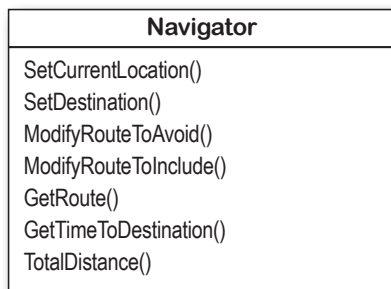 Navigator
SetCurrentLocation()
SetDestination()
ModifyRouteToAvoid()
ModifyRouteToInclude()
GetRoute()
GetTimeToDestination()
TotalDistance()